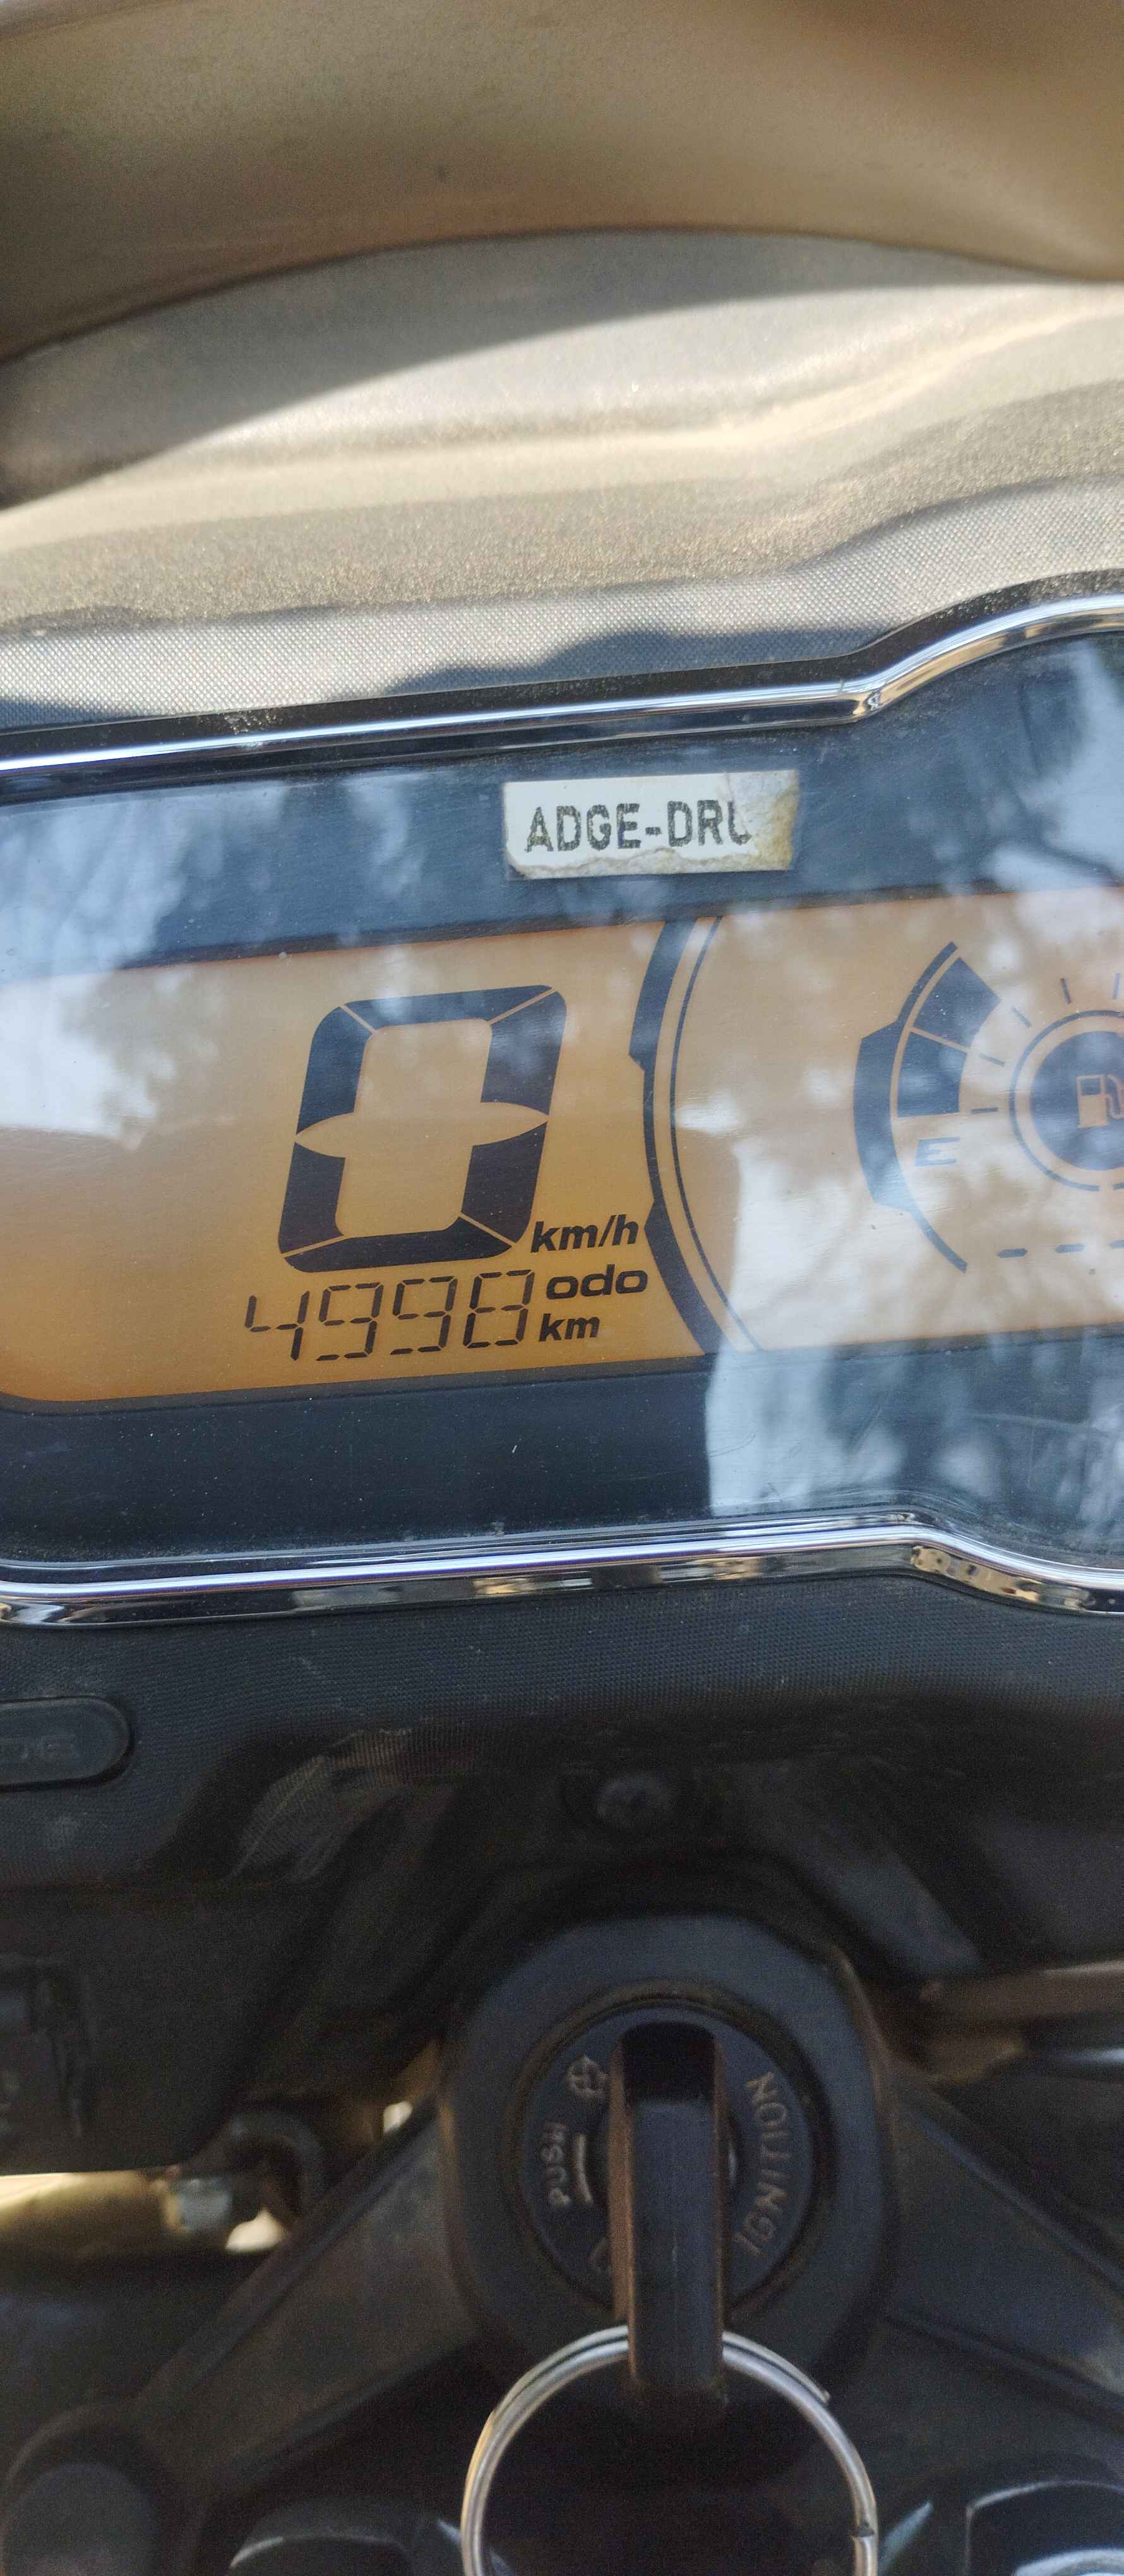 ADGE-DRU
0 km/h
4998 odo km
E
PUSH
IGNITION